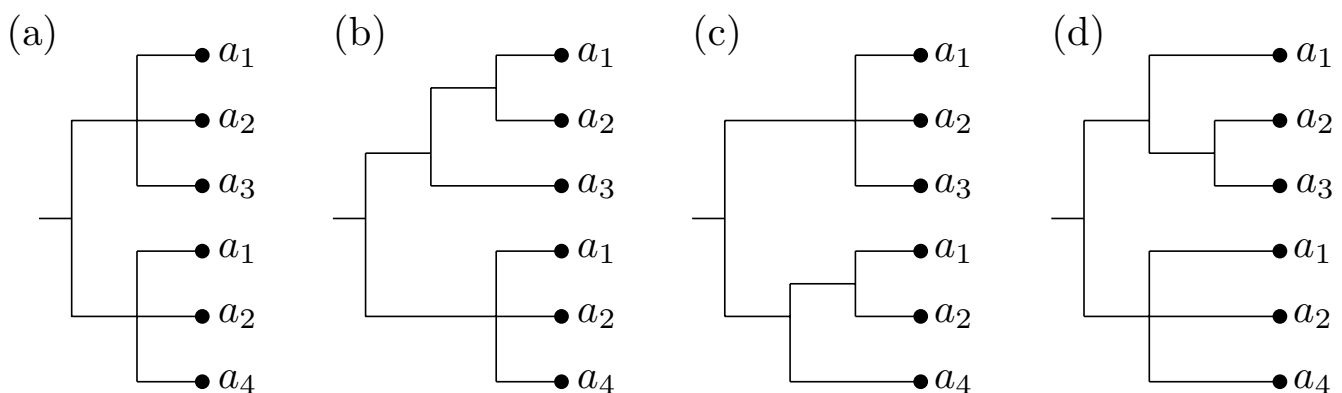 (a) (b) (c) (d)
a₁ a₁ a₁ a₁
a₂ a₂ a₂ a₂
a₃ a₃ a₃ a₃
a₁ a₁ a₁ a₁
a₂ a₂ a₂ a₂
a₄ a₄ a₄ a₄